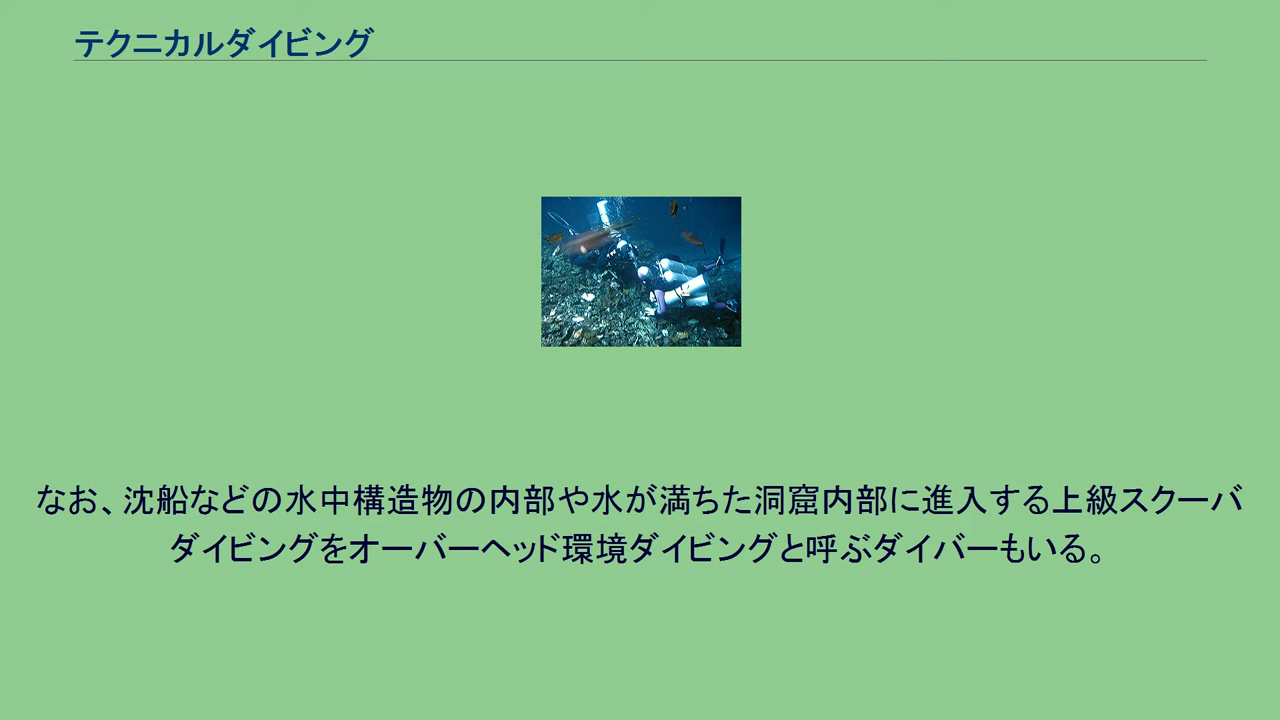 テクニカルダイビング
なお、沈船などの水中構造物の内部や水が満ちた洞窟内部に進入する上級スクーバ
ダイビングをオーバーヘッド環境ダイビングと呼ぶダイバーもいる。